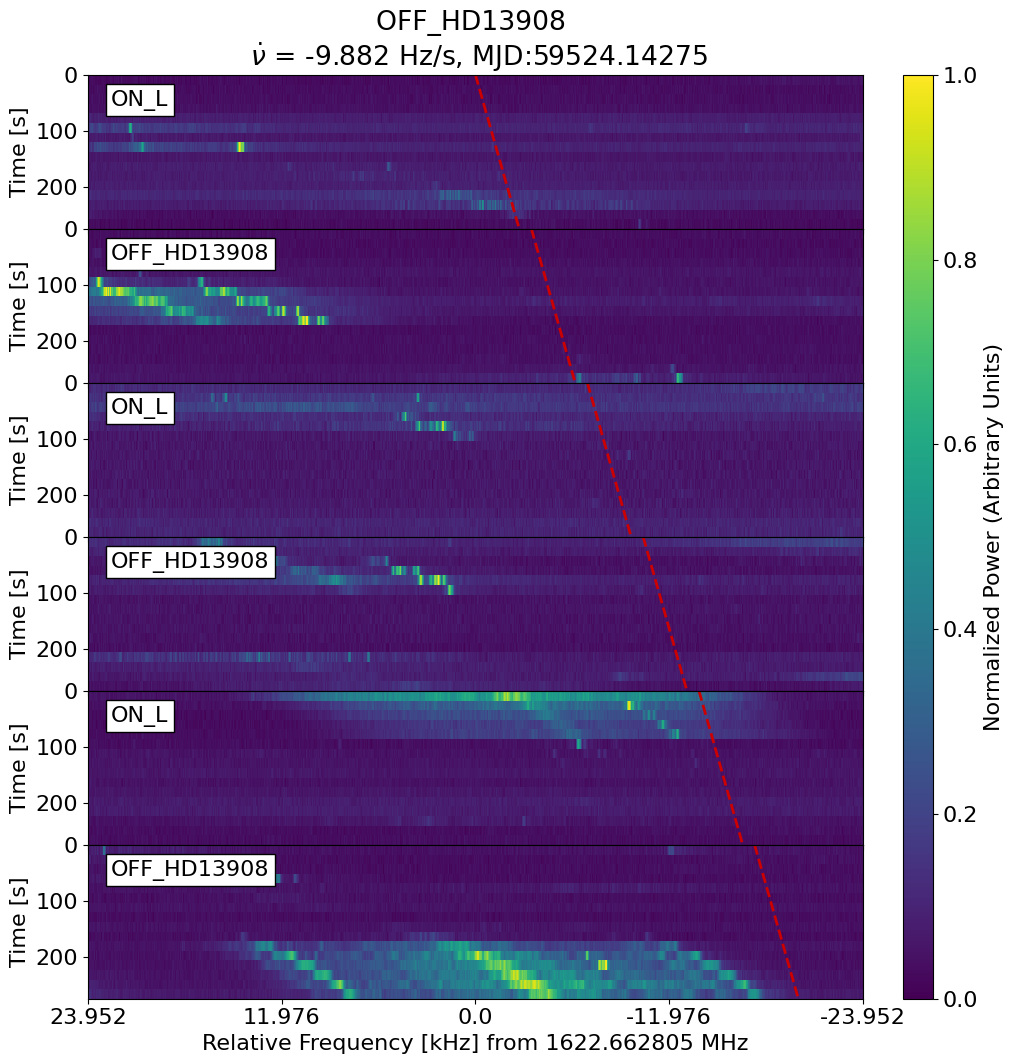 OFF_HD13908
ν̇ = -9.882 Hz/s, MJD:59524.14275
0
ON_L
100
200
Time [s]
0
OFF_HD13908
100
200
Time [s]
0
ON_L
100
200
Time [s]
0
OFF_HD13908
100
200
Time [s]
0
ON_L
100
200
Time [s]
0
OFF_HD13908
100
200
Time [s]
23.952 11.976 0.0 -11.976 -23.952
Relative Frequency [kHz] from 1622.662805 MHz
1.0
0.8
0.6
0.4
0.2
0.0
Normalized Power (Arbitrary Units)